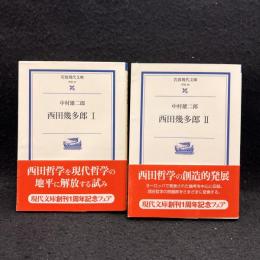 岩波現代文庫
中村雄二郎
西田幾多郎 Ⅰ
西田哲学を現代哲学の
地平に解放する試み
現代文庫創刊1周年記念フェア
岩波現代文庫
中村雄二郎
西田幾多郎 Ⅱ
西田哲学の創造的発展
現代文庫創刊1周年記念フェア